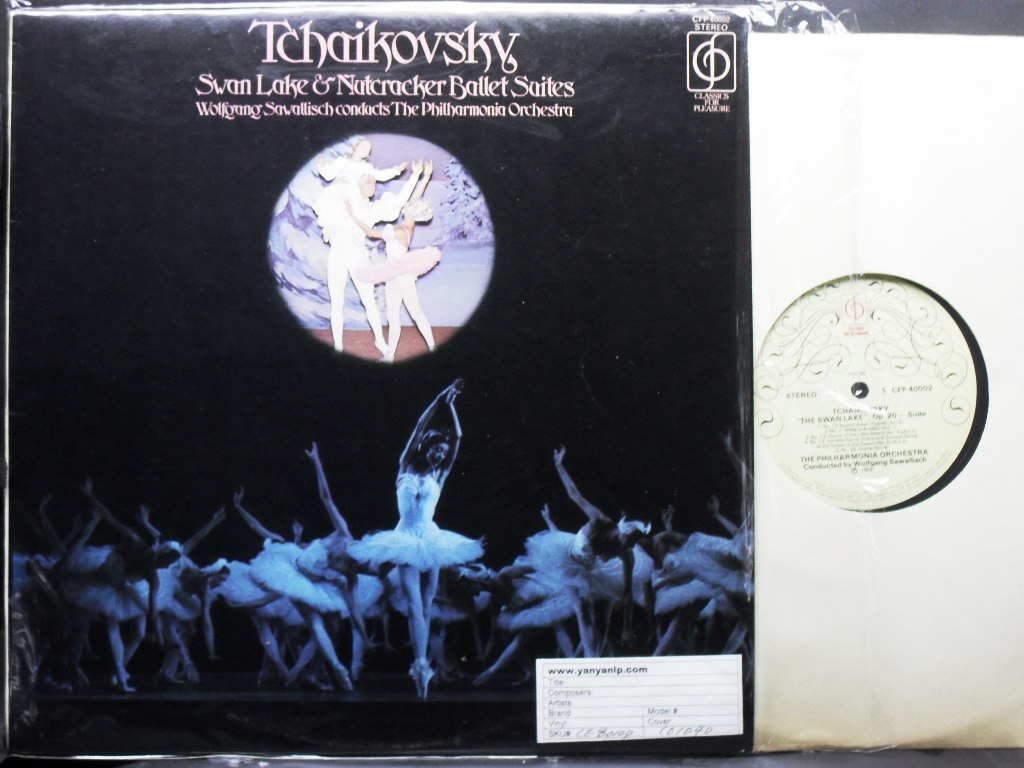 Tchaikovsky
Swan Lake & Nutcracker Ballet Suites
Wolfgang Sawallisch conducts The Philharmonia Orchestra
CFP 40002
STEREO
CLASSICS
FOR
PLEASURE
STEREO
1 CFP 40002
TCHAIKOVSKY
"THE SWAN LAKE", Op. 20 — Suite
THE PHILHARMONIA ORCHESTRA
Conducted by Wolfgang Sawallisch
www.yanyanlp.com
Title
Composers
Artists
Brand
Model #
Vinyl
Cover
SKU#